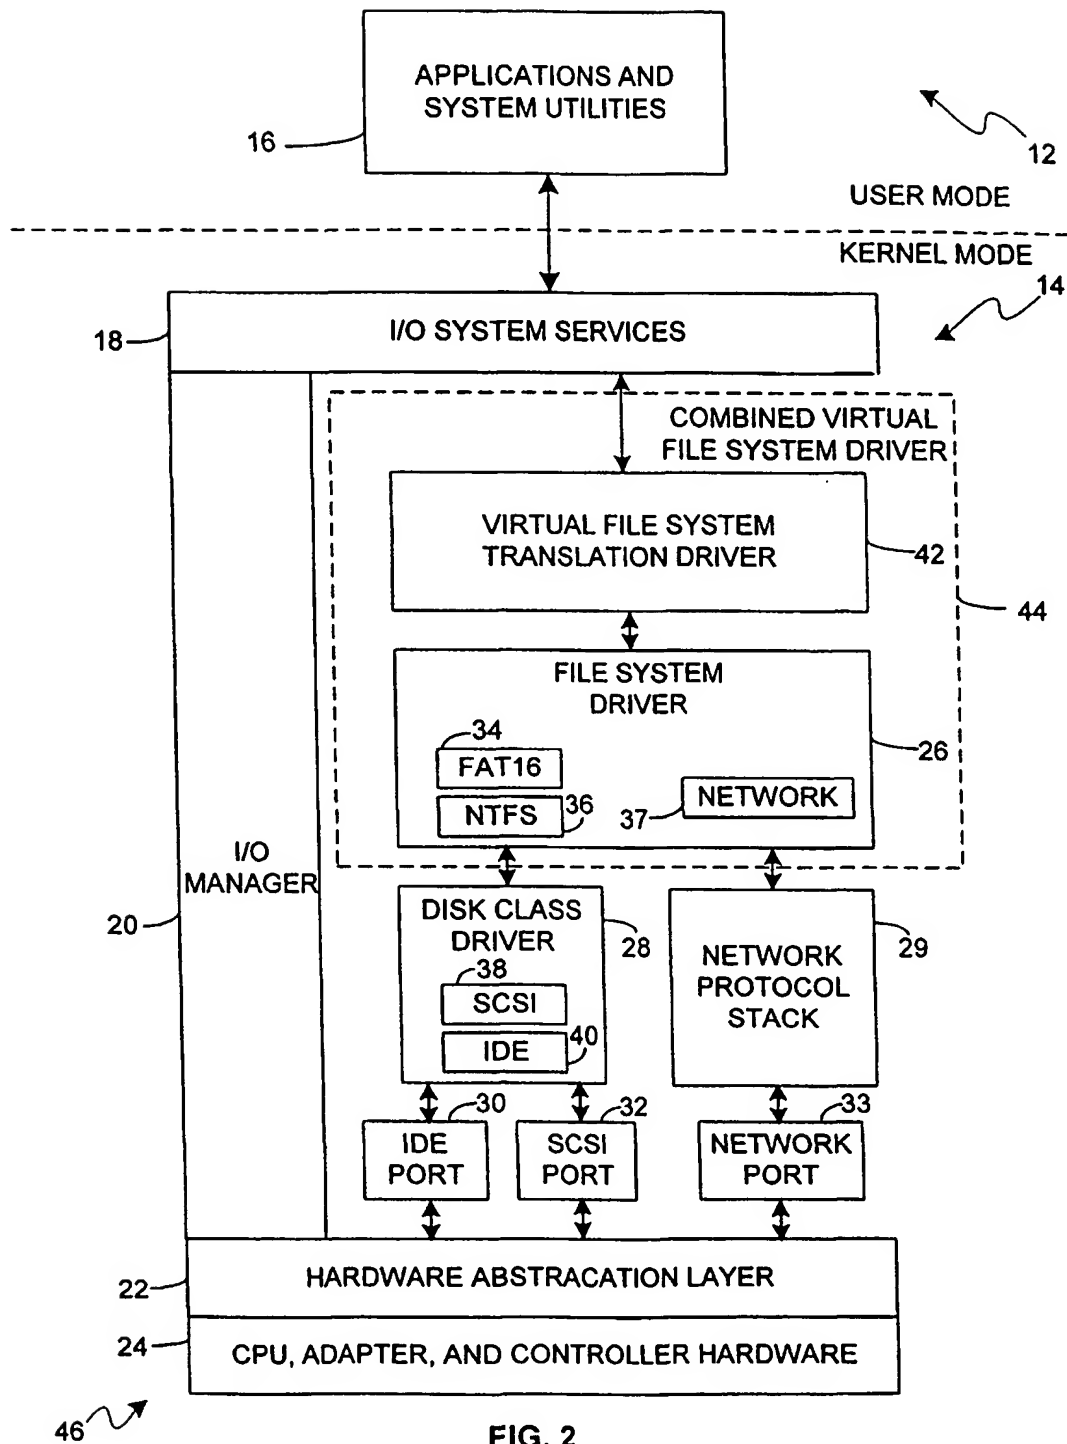 APPLICATIONS AND
SYSTEM UTILITIES
16
12
USER MODE
KERNEL MODE
14
18
I/O SYSTEM SERVICES
COMBINED VIRTUAL
FILE SYSTEM DRIVER
VIRTUAL FILE SYSTEM
TRANSLATION DRIVER
42
44
FILE SYSTEM
DRIVER
34
FAT16
26
NTFS
36
37
NETWORK
I/O
MANAGER
20
DISK CLASS
DRIVER
28
38
SCSI
IDE
40
NETWORK
PROTOCOL
STACK
29
30
IDE
PORT
32
SCSI
PORT
33
NETWORK
PORT
22
HARDWARE ABSTRACATION LAYER
24
CPU, ADAPTER, AND CONTROLLER HARDWARE
46
FIG. 2